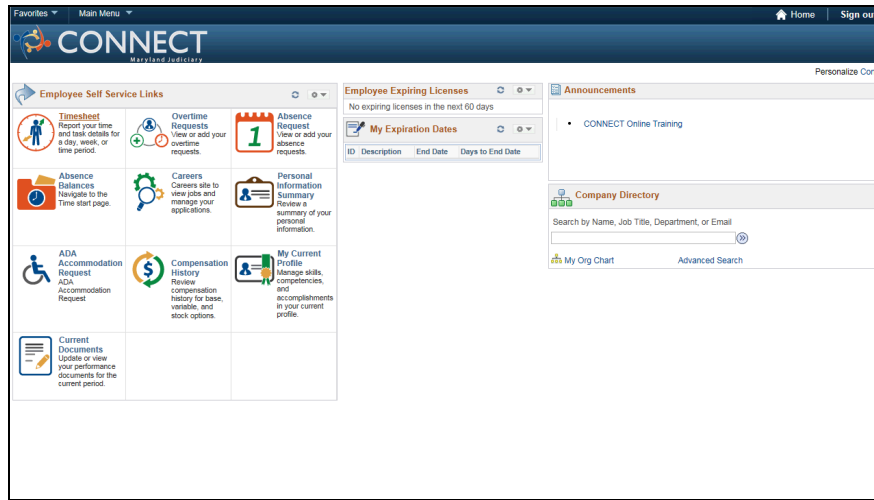 Favorites Main Menu Home Sign out
CONNECT
Maryland Judiciary
Personalize
Employee Self Service Links
Timesheet
Report your time
and task details for
a day, week, or
time period.
Overtime
Requests
View or add your
overtime
requests.
1
Absence
Request
View or add your
absence
requests.
Absence
Balances
Navigate to the
Time start page.
Careers
Careers site to
view jobs and
manage your
applications.
Personal
Information
Summary
Review a
summary of your
personal
information.
ADA
Accommodation
Request
ADA
Accommodation
Request
$
Compensation
History
Review
compensation
history for base,
variable, and
stock options.
My Current
Profile
Manage skills,
competencies,
and
accomplishments
in your current
profile.
Current
Documents
Update or view
your performance
documents for the
current period.
Employee Expiring Licenses
No expiring licenses in the next 60 days
My Expiration Dates
ID Description End Date Days to End Date
Announcements
• CONNECT Online Training
Company Directory
Search by Name, Job Title, Department, or Email
My Org Chart Advanced Search